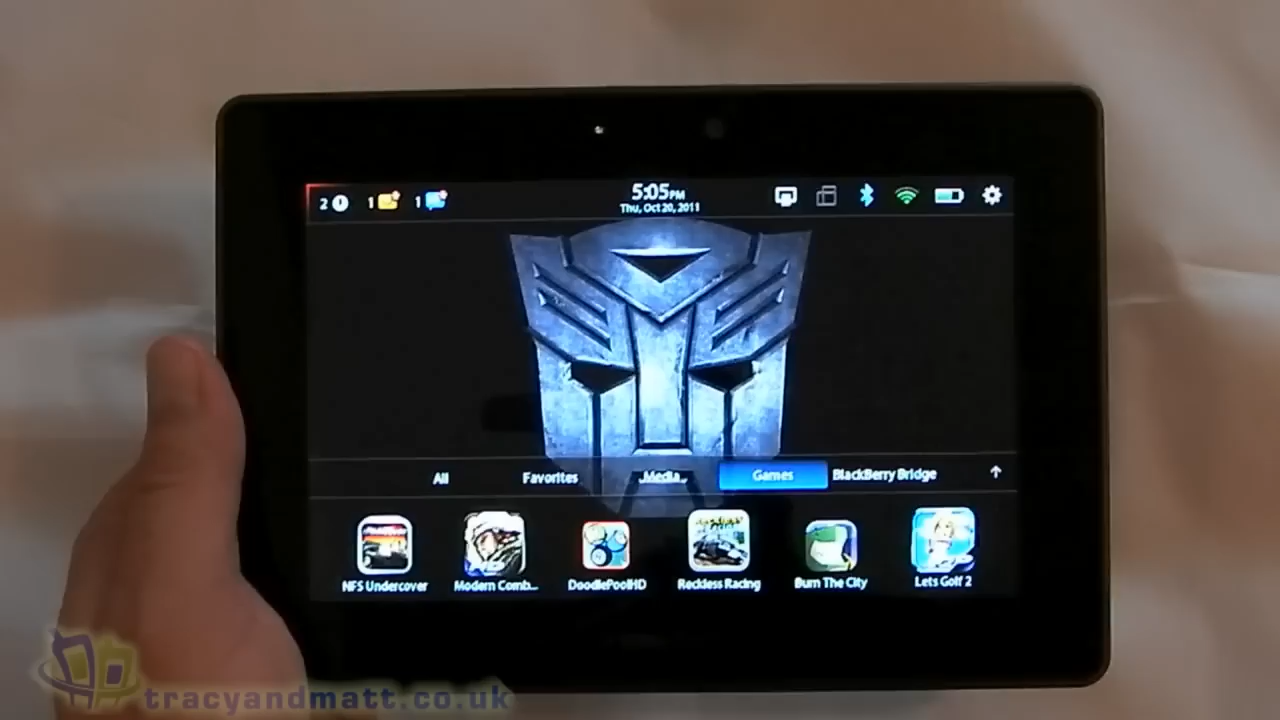 2 1 1
5:05PM
Thu, Oct 20, 2011
All Favorites Media Games BlackBerry Bridge
NFS Undercover Modern Comb... DoodlePoolHD Reckless Racing Burn The City Lets Golf 2
tracyandmatt.co.uk